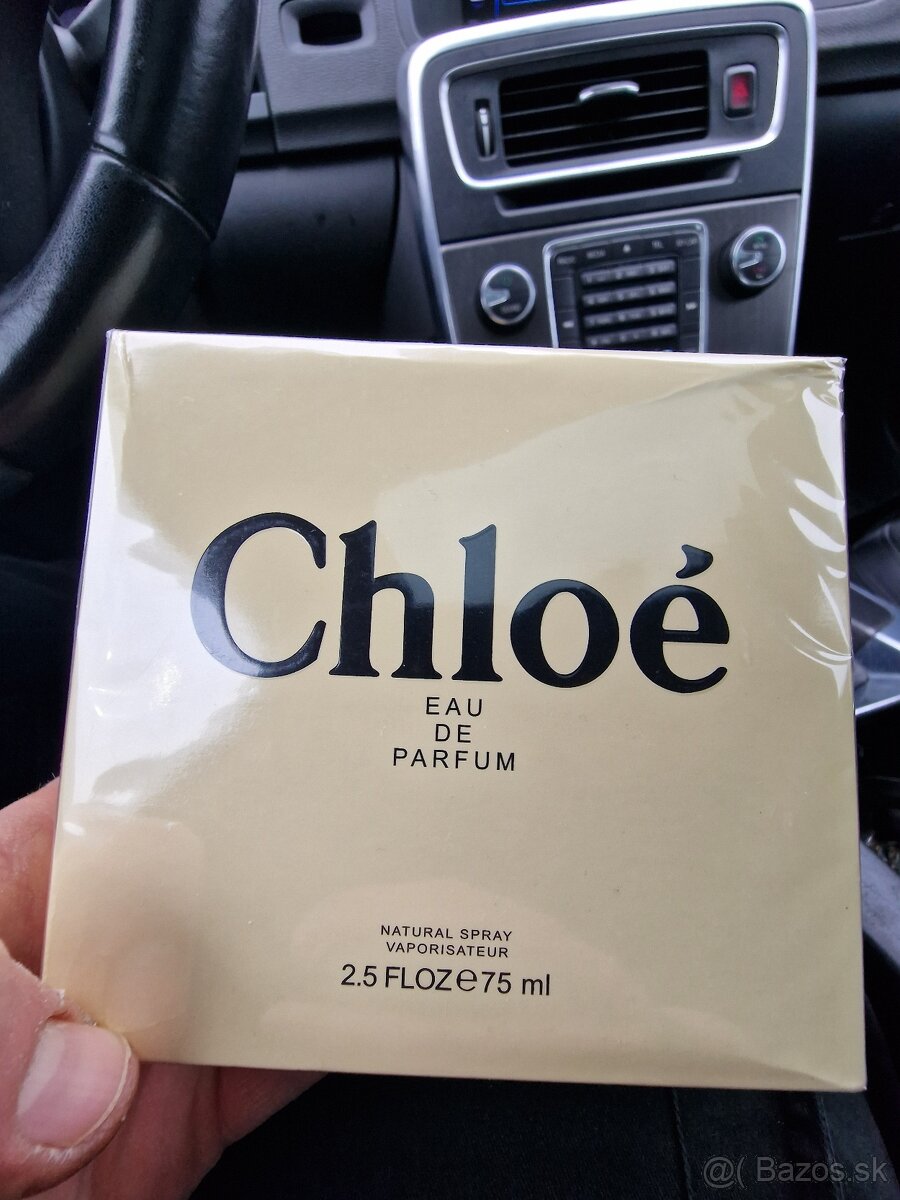 Chloé
EAU
DE
PARFUM
NATURAL SPRAY
VAPORISATEUR
2.5 FLOZ℮75 ml
@( Bazos.sk